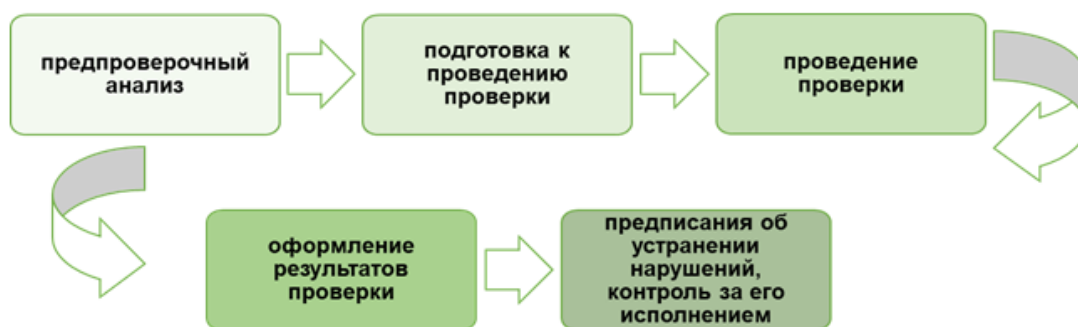 предпроверочный
анализ
подготовка к
проведению
проверки
проведение
проверки
оформление
результатов
проверки
предписания об
устранении
нарушений,
контроль за его
исполнением